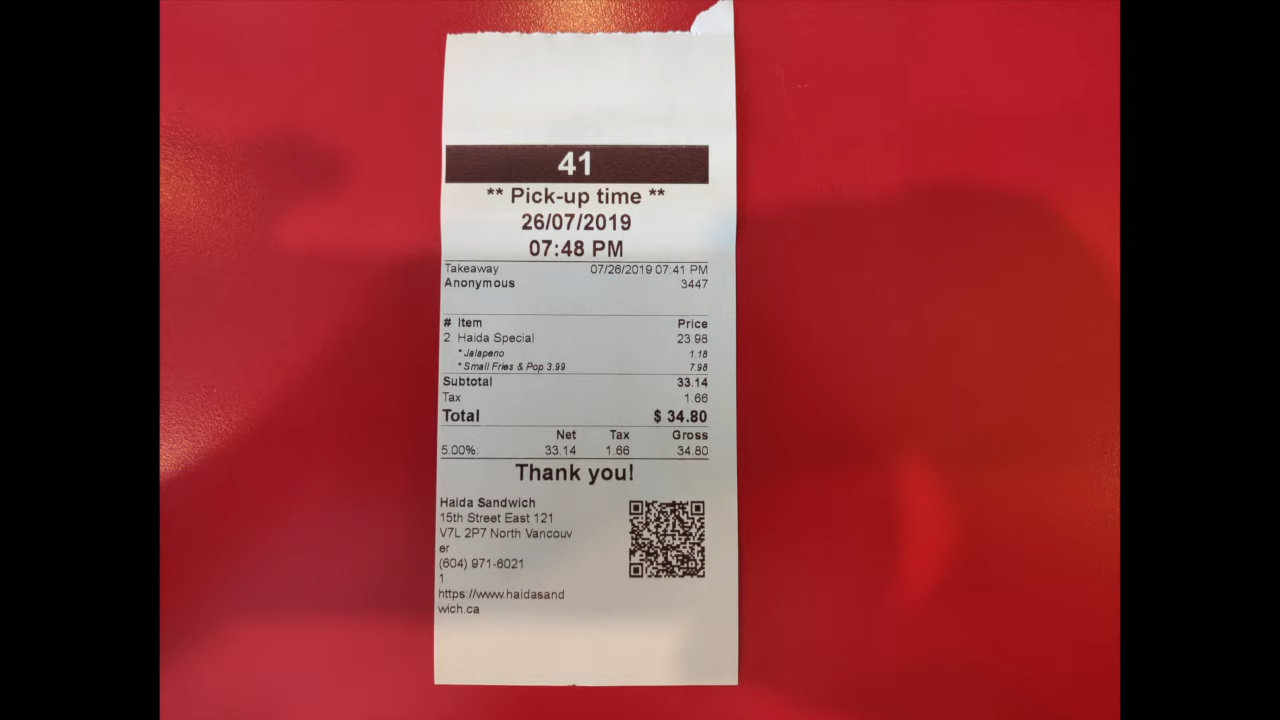 41
** Pick-up time **
26/07/2019
07:48 PM
Takeaway 07/26/2019 07:41 PM
Anonymous 3447
# Item Price
2 Haida Special 23.98
* Jalapeno 1.18
* Small Fries & Pop 3.99 7.98
Subtotal 33.14
Tax 1.66
Total $ 34.80
Net Tax Gross
5.00%: 33.14 1.66 34.80
Thank you!
Haida Sandwich
15th Street East 121
V7L 2P7 North Vancouv
er
(604) 971-6021
1
https://www.haidasand
wich.ca